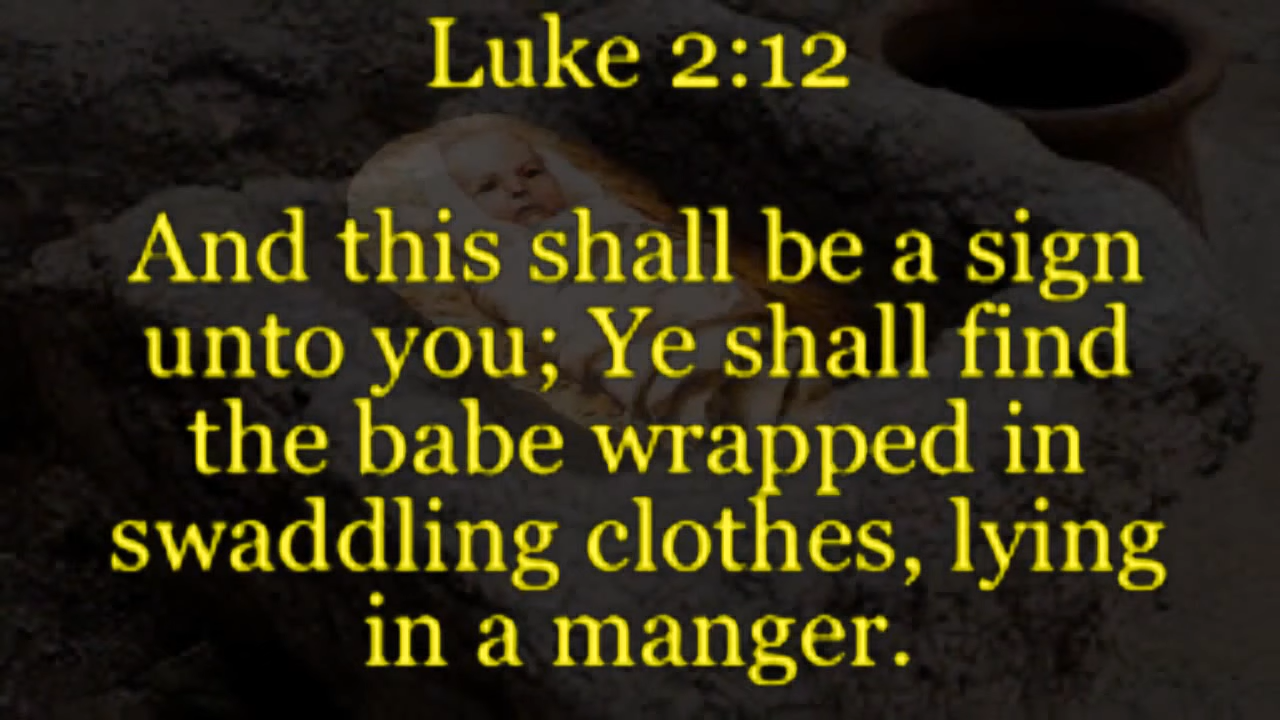 Luke 2:12
And this shall be a sign
unto you; Ye shall find
the babe wrapped in
swaddling clothes, lying
in a manger.